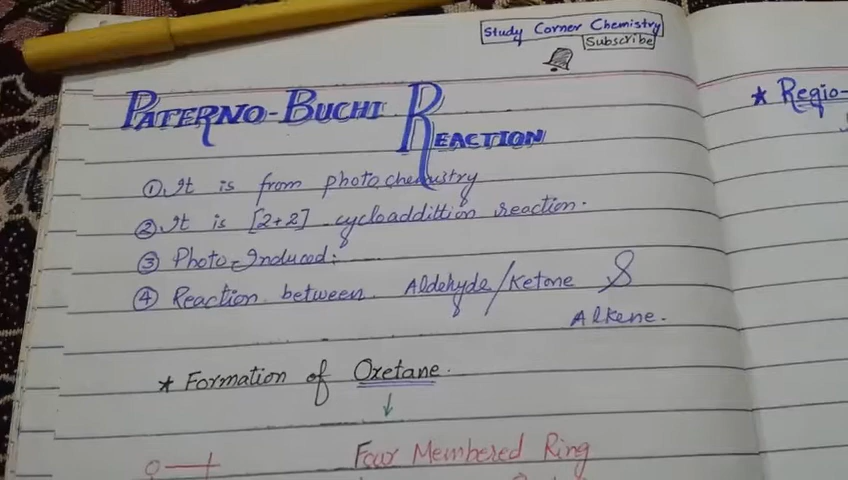 Study Corner Chemistry
Subscribe
PATERNO-BUCHI REACTION
① It is from photochemistry
② It is [2+2] cycloaddittion reaction.
③ Photo-Induced:
④ Reaction between Aldehyde/Ketone &
Alkene.
* Formation of Oxetane.
↓
Four Membered Ring
* Regio-